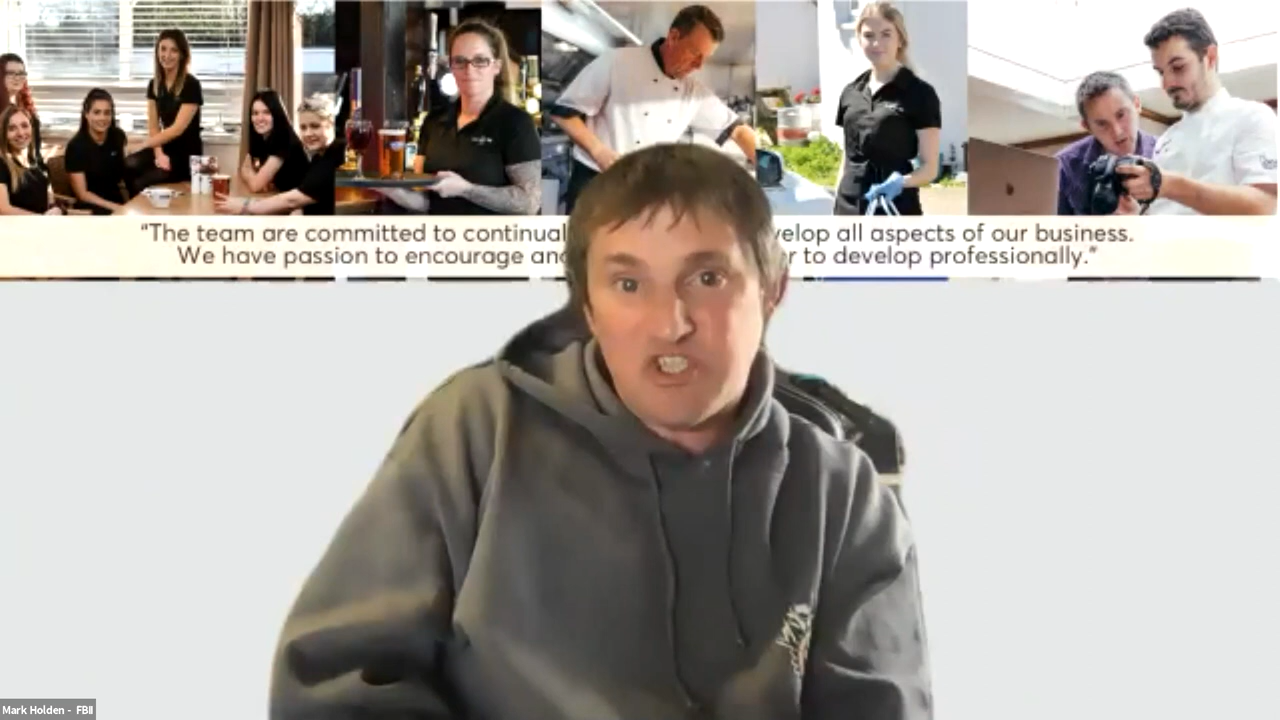 "The team are committed to continual velop all aspects of our business.
We have passion to encourage and r to develop professionally."
Mark Holden - FBII